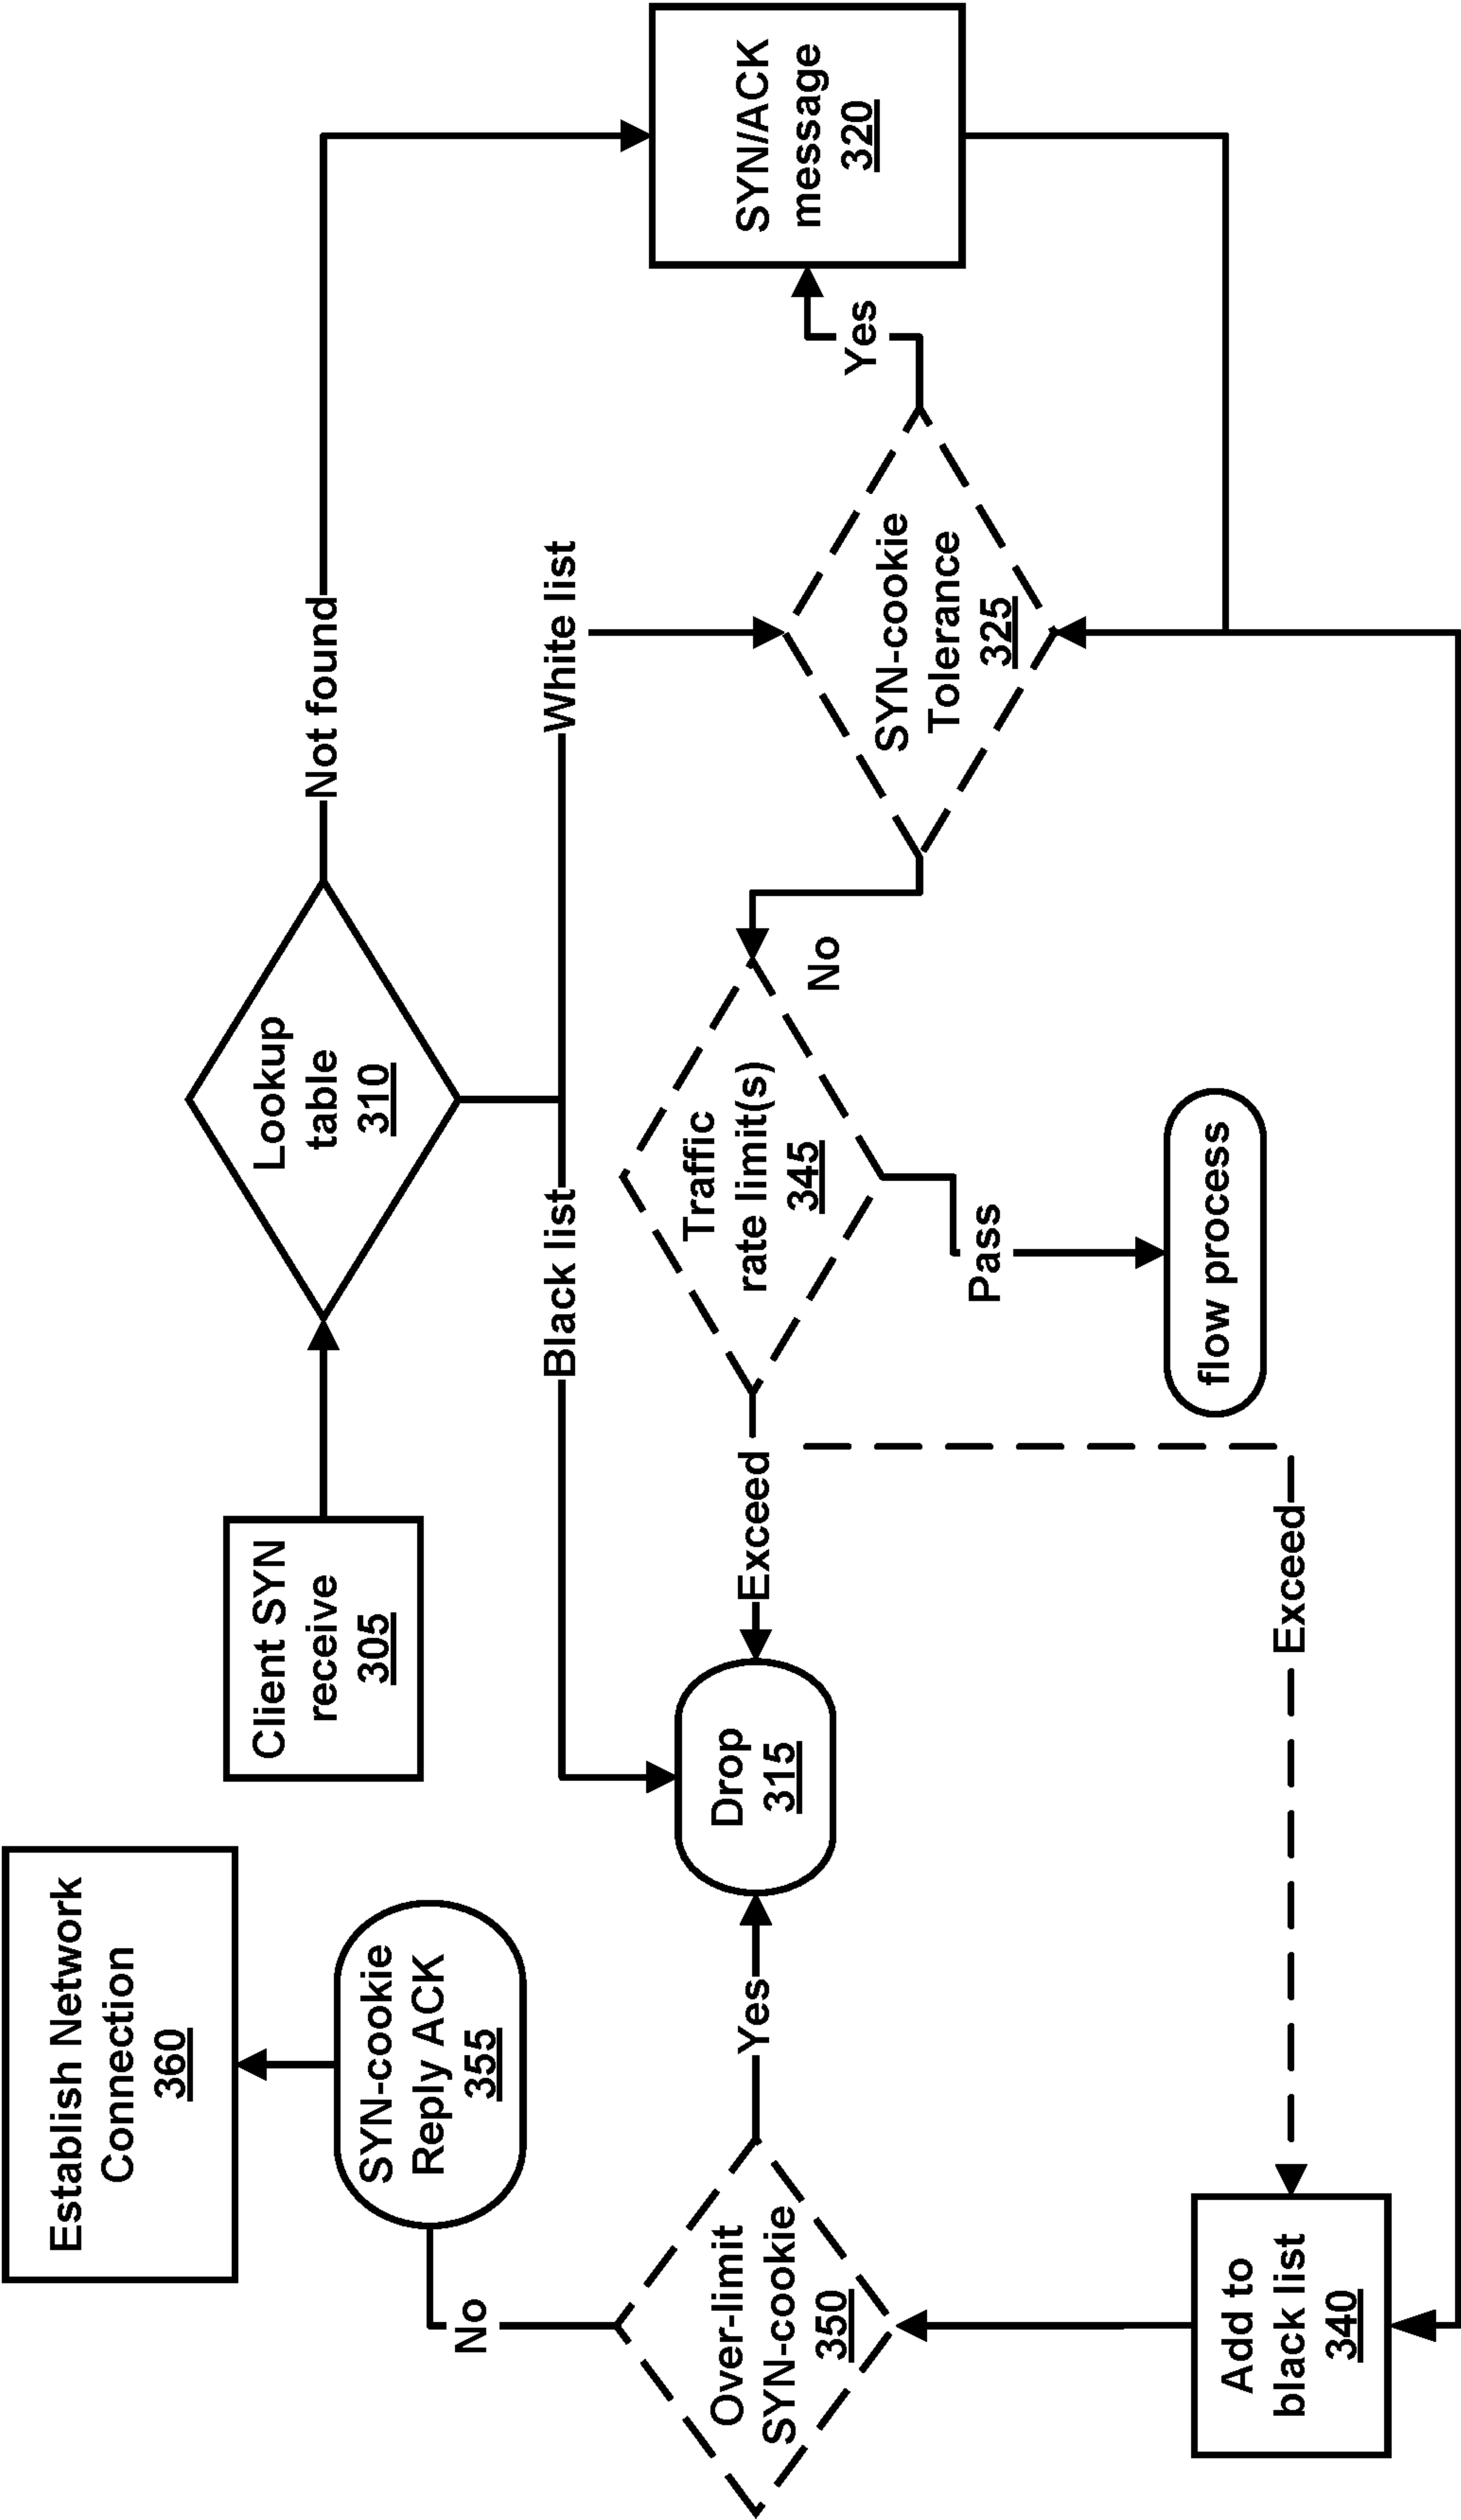 Establish Network
Connection
360
SYN-cookie
Reply ACK
355
No
Over-limit
SYN-cookie
350
Yes
Add to
black list
340
Client SYN
receive
305
Lookup
table
310
Not found
Black list
White list
Drop
315
Exceed
Traffic
rate limit(s)
345
No
Pass
flow process
Exceed
SYN-cookie
Tolerance
325
Yes
SYN/ACK
message
320